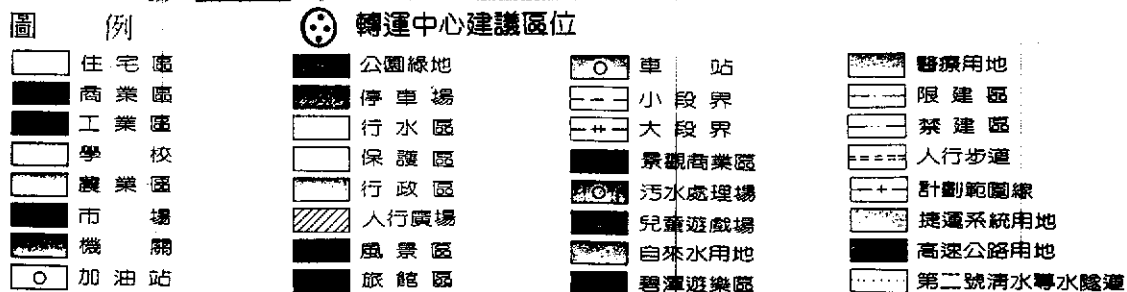 圖 例
轉運中心建議區位
住宅區
商業區
工業區
學校
農業區
市場
機關
加油站
公園綠地
停車場
行水區
保護區
行政區
人行廣場
風景區
旅館區
車站
小段界
大段界
景觀商業區
污水處理場
兒童遊戲場
自來水用地
碧潭遊樂區
醫療用地
限建區
禁建區
人行步道
計劃範圍線
捷運系統用地
高速公路用地
第二號清水導水隧道